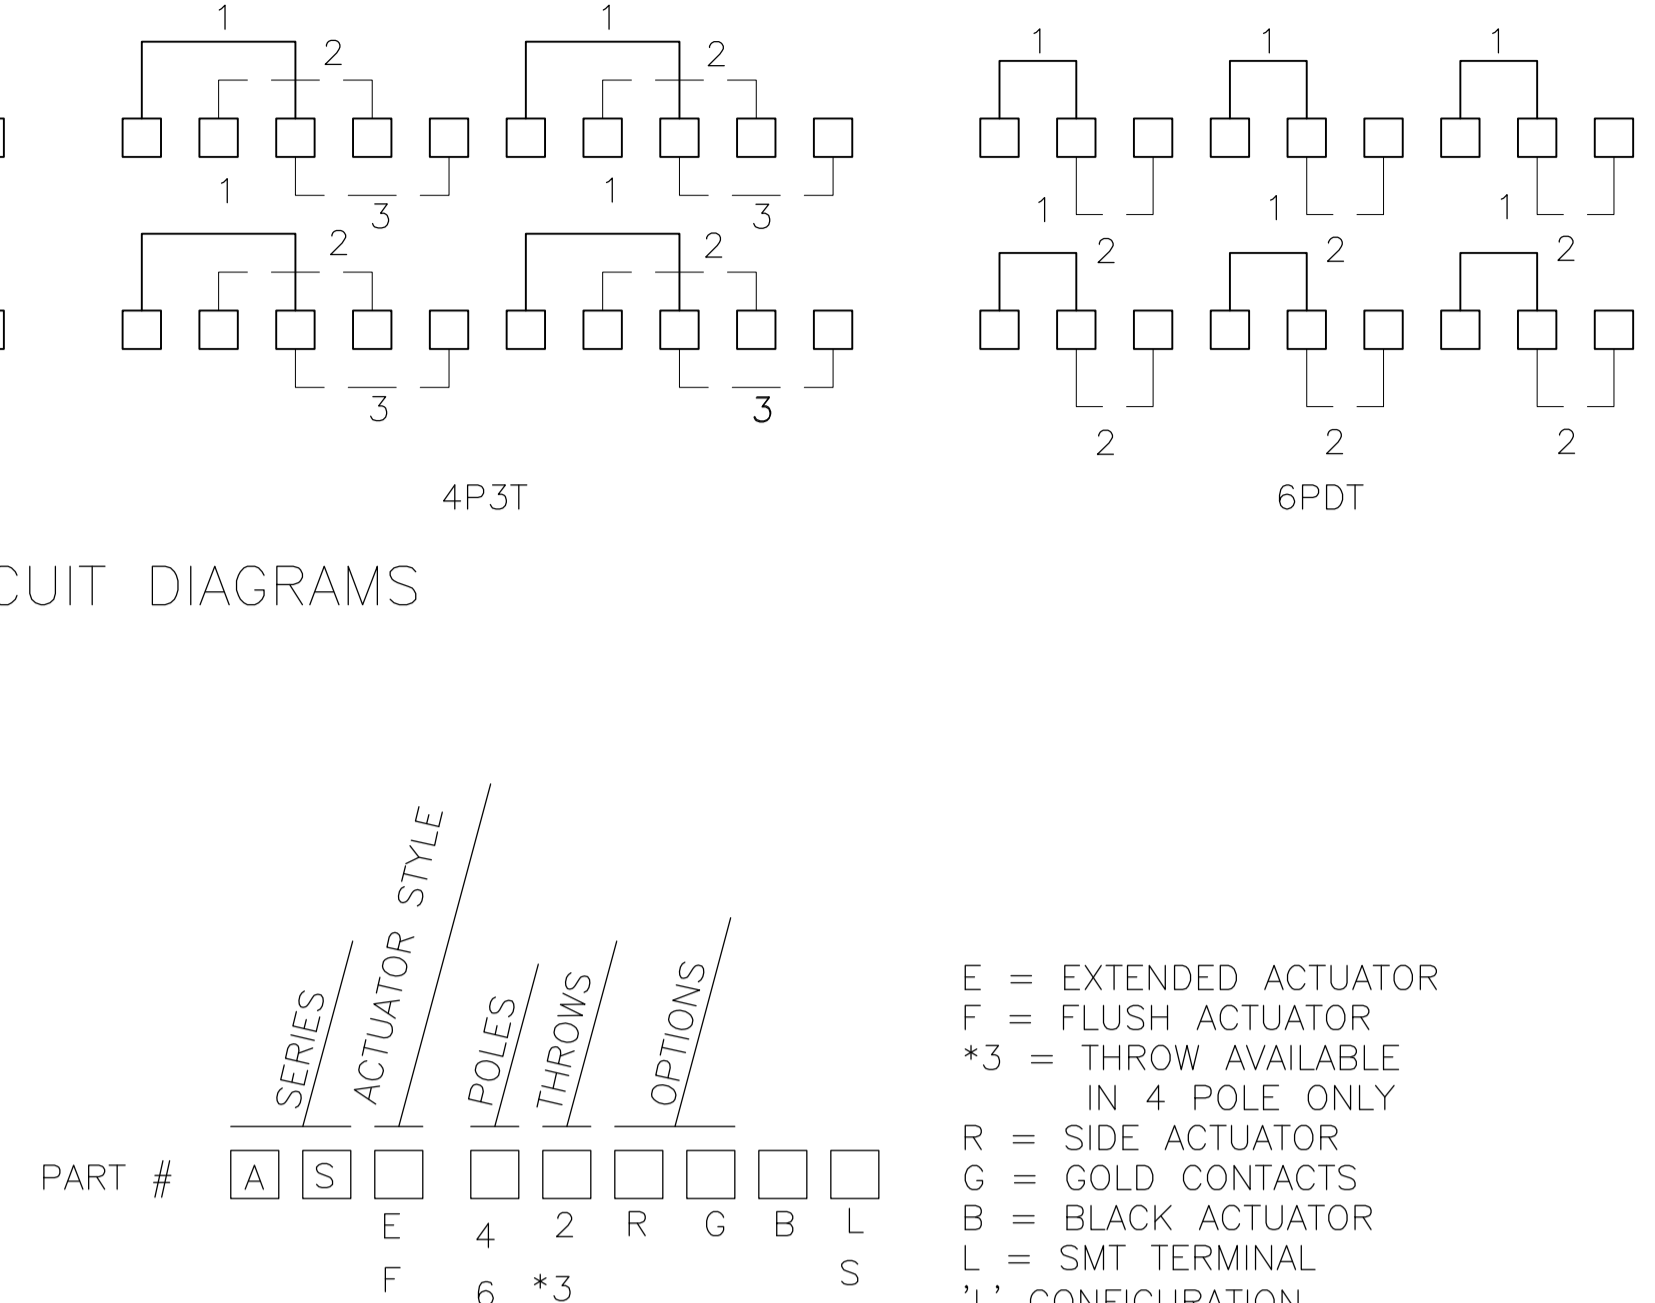 1 1 1 1 1
2 2
1 1
3 3 1 1 1
2 2 2 2 2
3 3
2 2 2
4P3T 6PDT
CUIT DIAGRAMS
SERIES
ACTUATOR STYLE
POLES
THROWS
OPTIONS
PART # A S
E 4 2 R G B L
F 6 *3 S
E = EXTENDED ACTUATOR
F = FLUSH ACTUATOR
*3 = THROW AVAILABLE
IN 4 POLE ONLY
R = SIDE ACTUATOR
G = GOLD CONTACTS
B = BLACK ACTUATOR
L = SMT TERMINAL
'L' CONFIGURATION